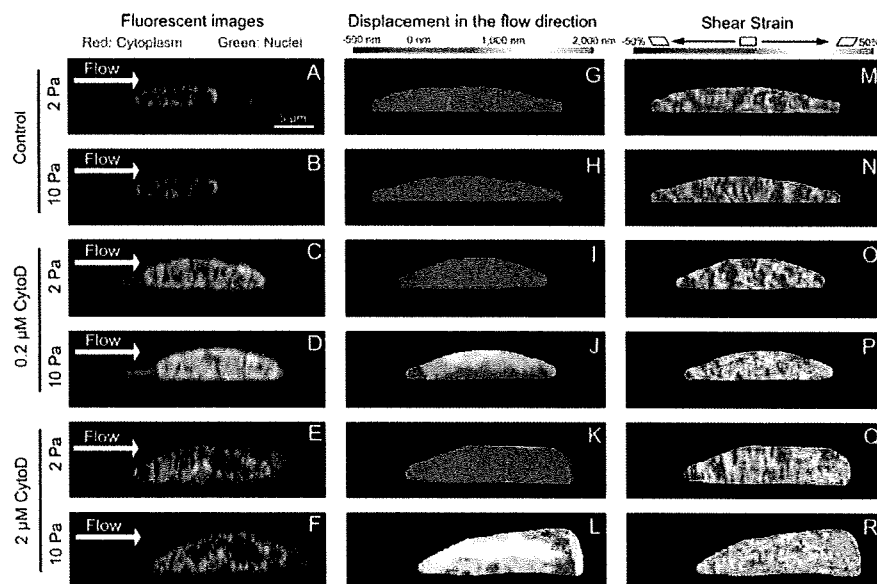 Fluorescent images
Displacement in the flow direction
Shear Strain
Red: Cytoplasm Green: Nuclei
-500 nm 0 nm 1,000 nm 2,000 nm
-50% 50%
Control
2 Pa
Flow
A
5 µm
G
M
10 Pa
Flow
B
H
N
0.2 µM CytoD
2 Pa
Flow
C
I
O
10 Pa
Flow
D
J
P
2 µM CytoD
2 Pa
Flow
E
K
Q
10 Pa
Flow
F
L
R